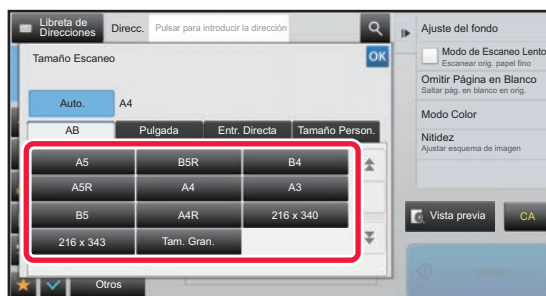 Libreta de
Direcciones
Direcc.
Pulsar para introducir la dirección
Tamaño Escaneo
OK
Auto.
A4
AB
Pulgada
Entr. Directa
Tamaño Person.
A5
B5R
B4
A5R
A4
A3
B5
A4R
216 x 340
216 x 343
Tam. Gran.
Otros
Ajuste del fondo
Modo de Escaneo Lento
Escanear orig. papel fino
Omitir Página en Blanco
Saltar pág. en blanco en orig.
Modo Color
Nitidez
Ajustar esquema de imagen
Vista previa
CA